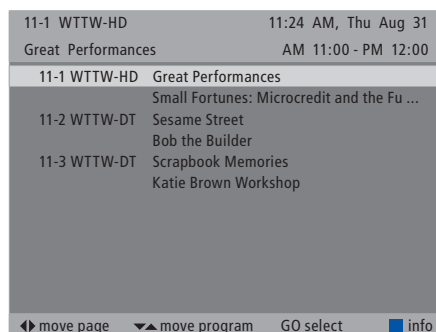 11-1 WTTW-HD 11:24 AM, Thu Aug 31
Great Performances AM 11:00 - PM 12:00
11-1 WTTW-HD Great Performances
Small Fortunes: Microcredit and the Fu ...
11-2 WTTW-DT Sesame Street
Bob the Builder
11-3 WTTW-DT Scrapbook Memories
Katie Brown Workshop
move page move program GO select info